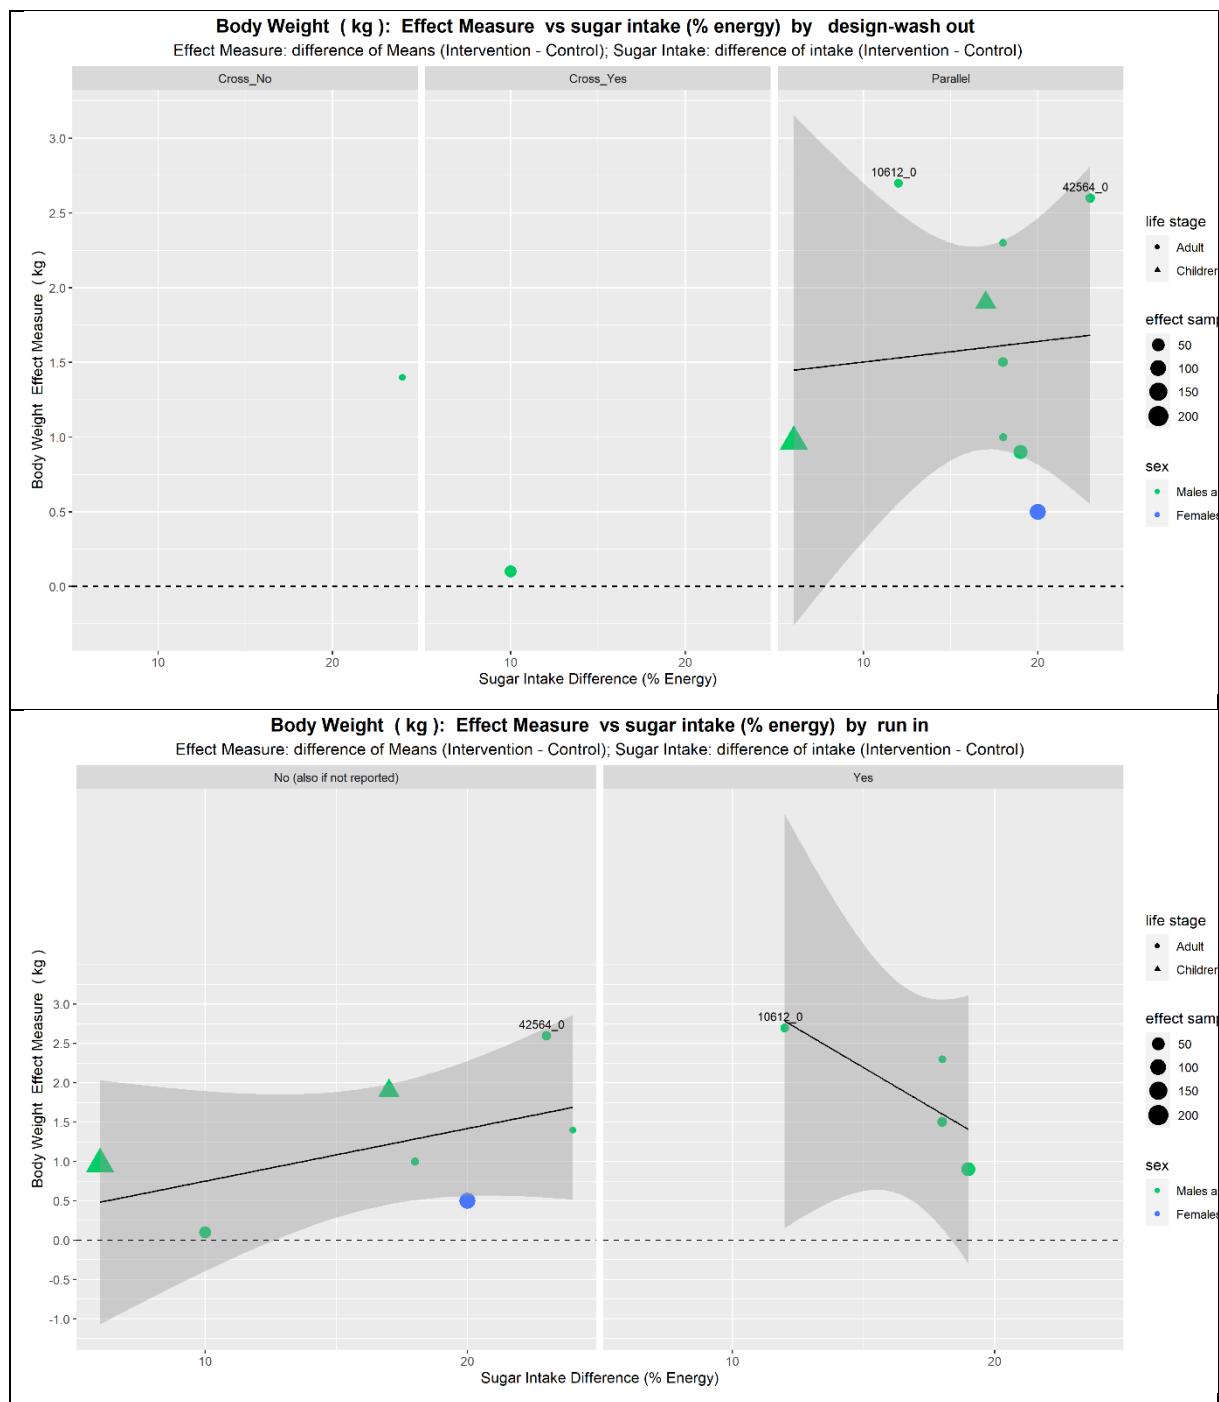 Body Weight ( kg ): Effect Measure vs sugar intake (% energy) by design-wash out
Effect Measure: difference of Means (Intervention - Control); Sugar Intake: difference of intake (Intervention - Control)
Cross_No
Cross_Yes
Parallel
Body Weight Effect Measure ( kg )
3.0
2.5
2.0
1.5
1.0
0.5
0.0
10612_0
42564_0
10
20
10
20
10
20
Sugar Intake Difference (% Energy)
life stage
Adult
Children
effect samp
50
100
150
200
sex
Males a
Females
Body Weight ( kg ): Effect Measure vs sugar intake (% energy) by run in
Effect Measure: difference of Means (Intervention - Control); Sugar Intake: difference of intake (Intervention - Control)
No (also if not reported)
Yes
Body Weight Effect Measure ( kg )
3.0
2.5
2.0
1.5
1.0
0.5
0.0
-0.5
-1.0
42564_0
10612_0
10
20
10
20
Sugar Intake Difference (% Energy)
life stage
Adult
Children
effect samp
50
100
150
200
sex
Males a
Females